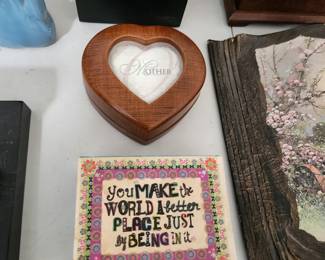 Mother
you MAKE the
WORLD A better
PLACE JUST
by BEING in it